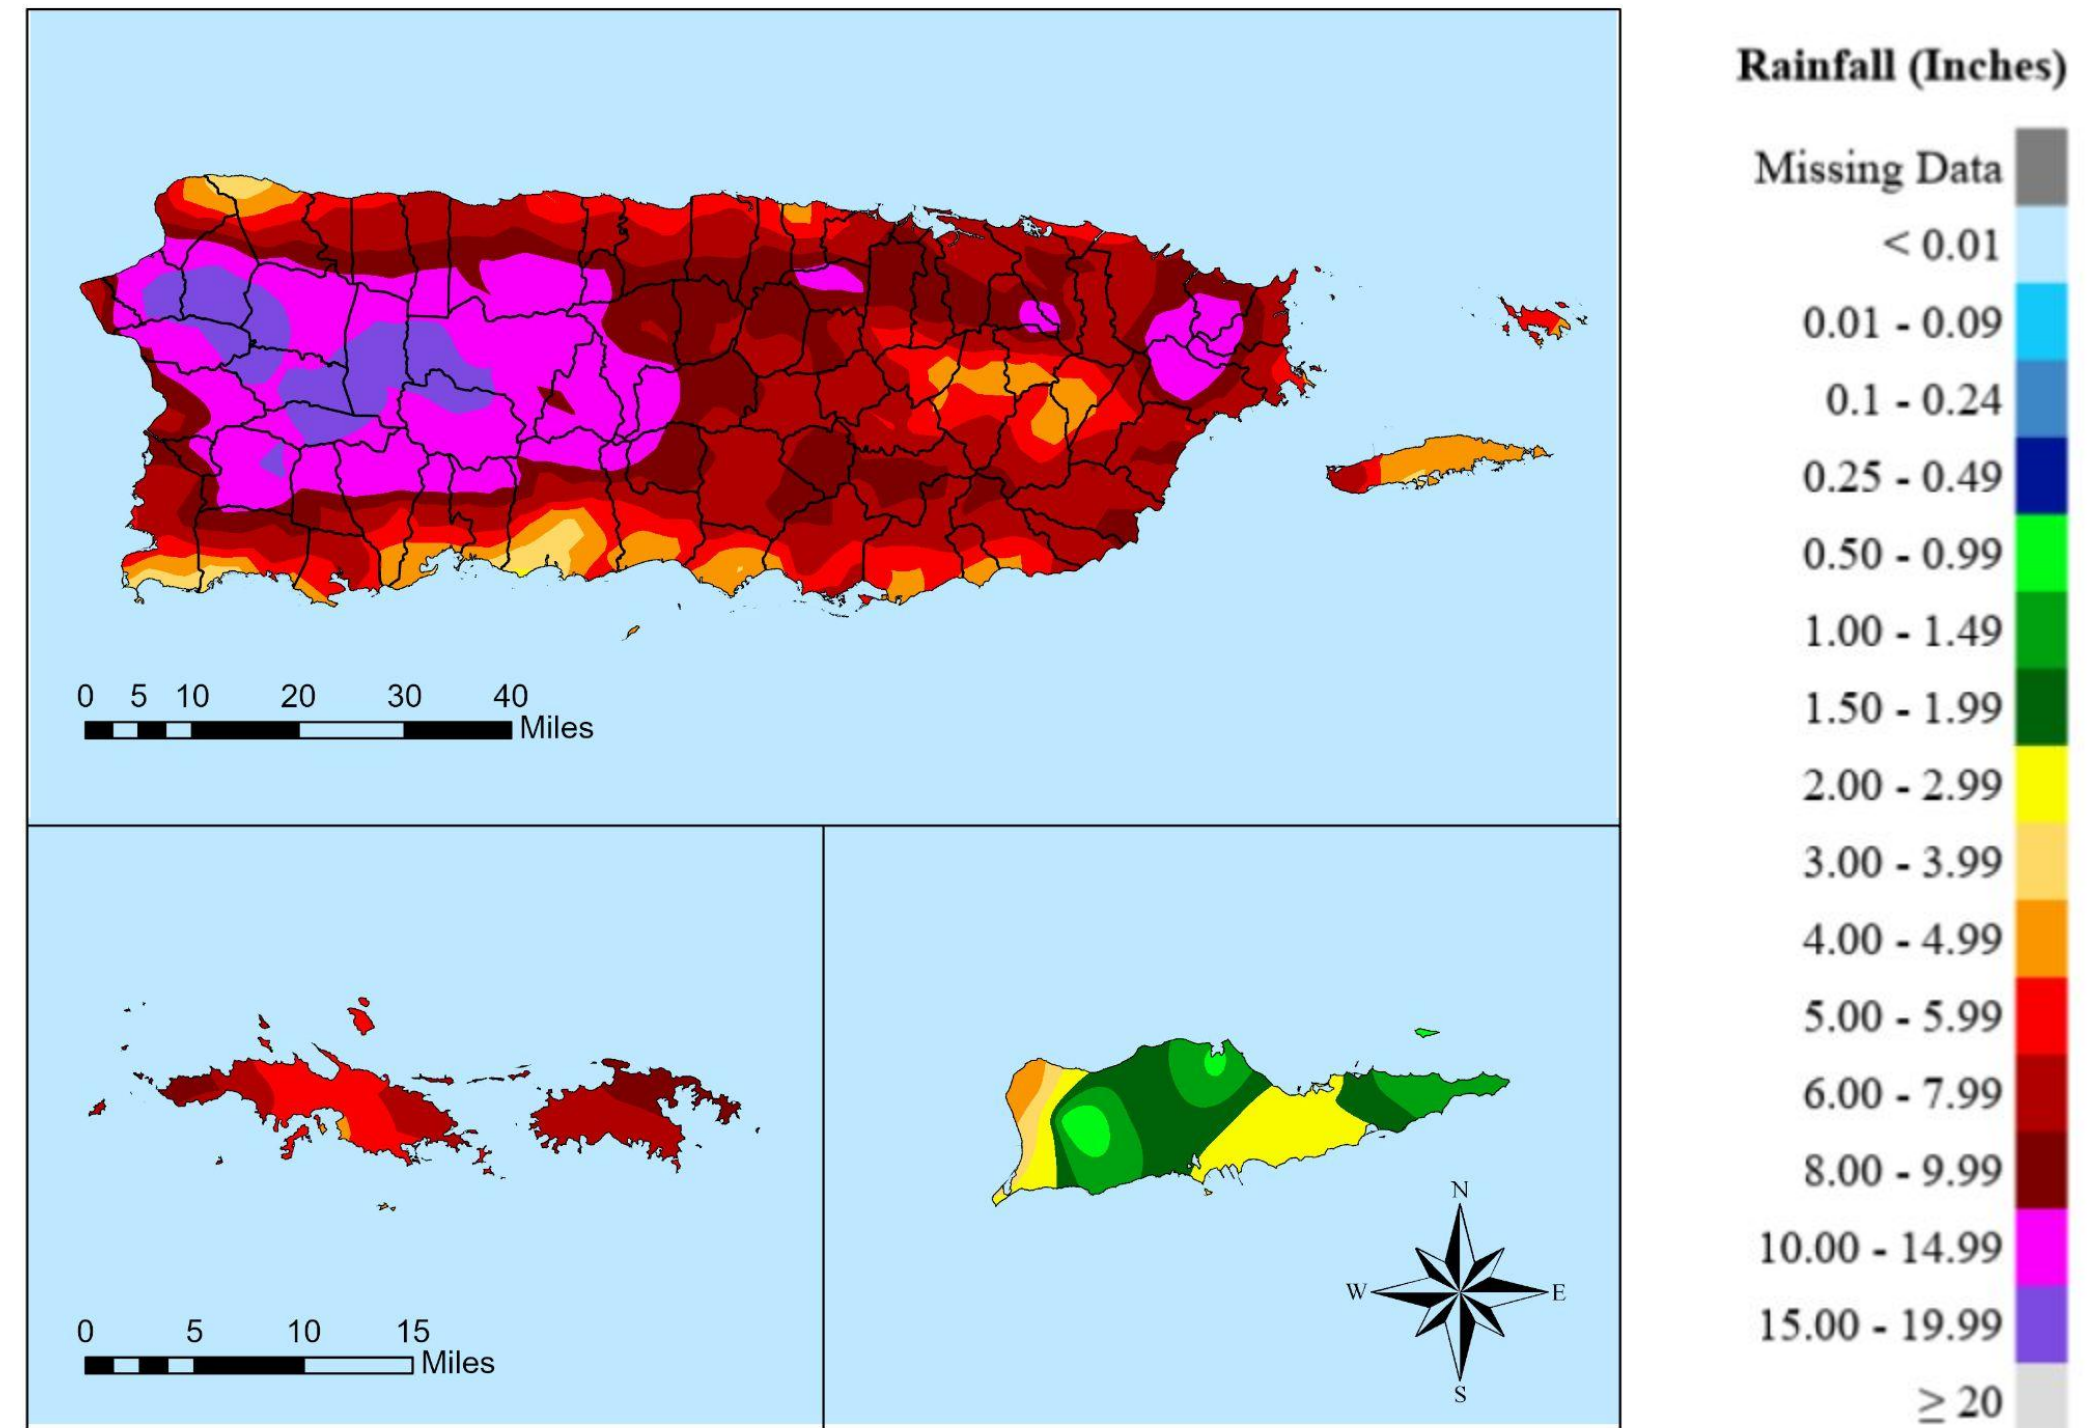 Rainfall (Inches)
Missing Data
< 0.01
0.01 - 0.09
0.1 - 0.24
0.25 - 0.49
0.50 - 0.99
1.00 - 1.49
1.50 - 1.99
2.00 - 2.99
3.00 - 3.99
4.00 - 4.99
5.00 - 5.99
6.00 - 7.99
8.00 - 9.99
10.00 - 14.99
15.00 - 19.99
≥ 20
0 5 10 20 30 40
Miles
0 5 10 15
Miles
N
W E
S